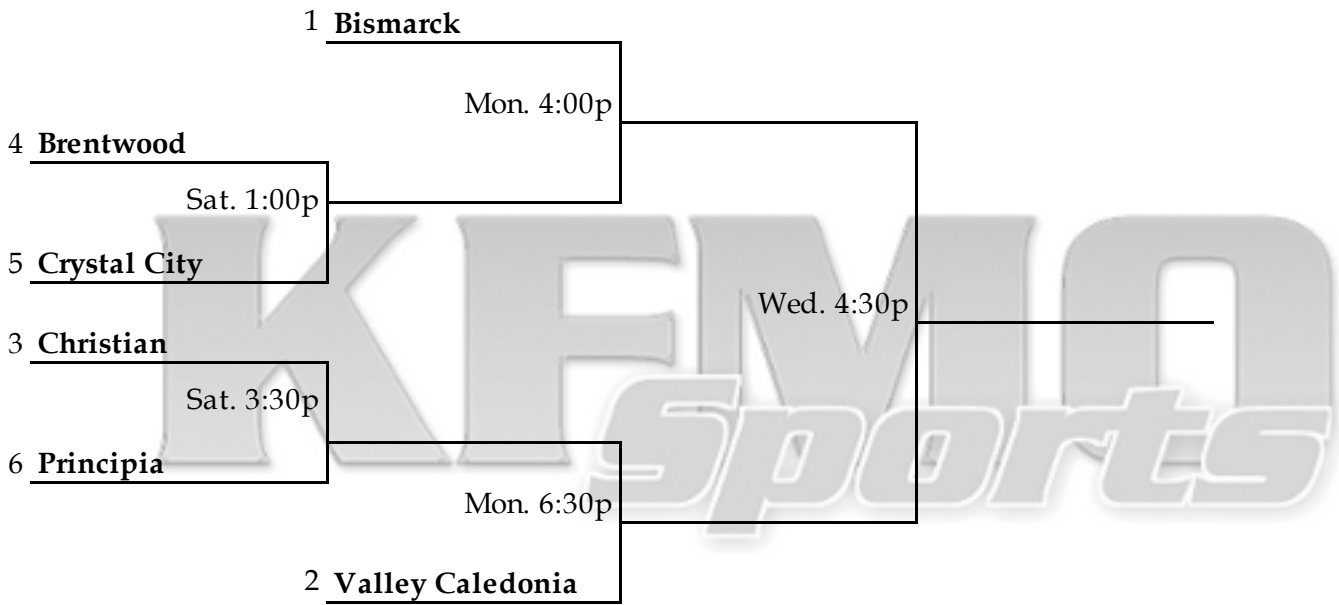 1 Bismarck
Mon. 4:00p
4 Brentwood
Sat. 1:00p
5 Crystal City
Wed. 4:30p
3 Christian
Sat. 3:30p
6 Principia
Mon. 6:30p
2 Valley Caledonia
KFMO
Sports